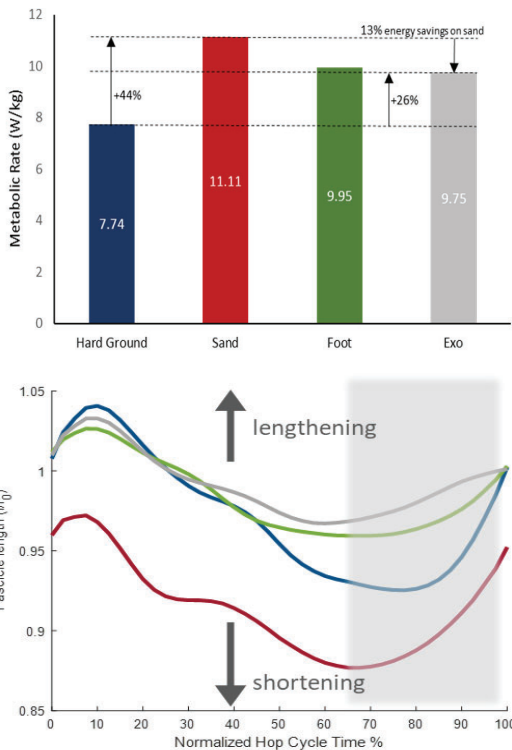 Metabolic Rate (W/kg)
12
10
8
6
4
2
0
13% energy savings on sand
+44%
+26%
7.74
11.11
9.95
9.75
Hard Ground Sand Foot Exo
length (l/l0)
1.05
1
0.95
0.9
0.85
lengthening
shortening
0 10 20 30 40 50 60 70 80 90 100
Normalized Hop Cycle Time %